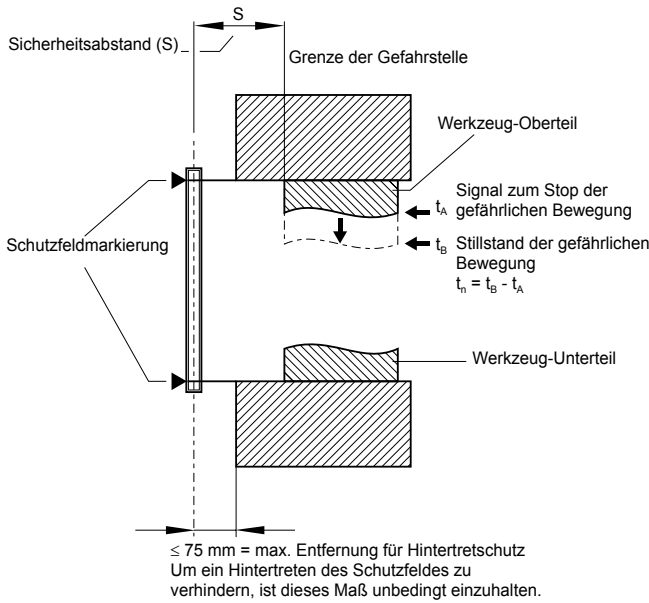 S
Sicherheitsabstand (S)
Grenze der Gefahrstelle
Werkzeug-Oberteil
tA Signal zum Stop der
gefährlichen Bewegung
Schutzfeldmarkierung
tB Stillstand der gefährlichen
Bewegung
tn = tB - tA
Werkzeug-Unterteil
≤ 75 mm = max. Entfernung für Hintertretschutz
Um ein Hintertreten des Schutzfeldes zu
verhindern, ist dieses Maß unbedingt einzuhalten.